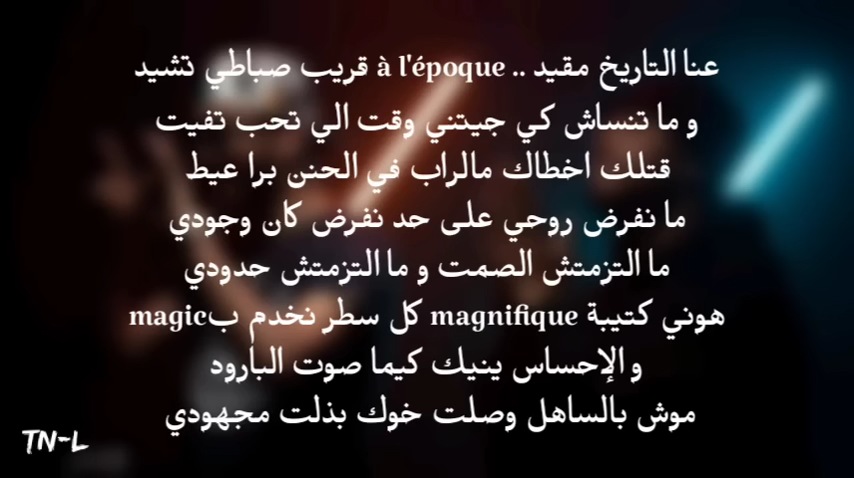 عنا التاريخ مقيد .. à l'époque قريب صباطي تشيد
و ما تنساش كي جيتني وقت الي تحب تفيت
قتلك اخطاك مالراب في الحنن برا عيط
ما نفرض روحي على حد نفرض كان وجودي
ما التزمتش الصمت و ما التزمتش حدودي
هوني كتيبة magnifique كل سطر نخدم بmagic
و الإحساس ينيك كيما صوت البارود
موش بالساهل وصلت خوك بذلت مجهودي
TN-L